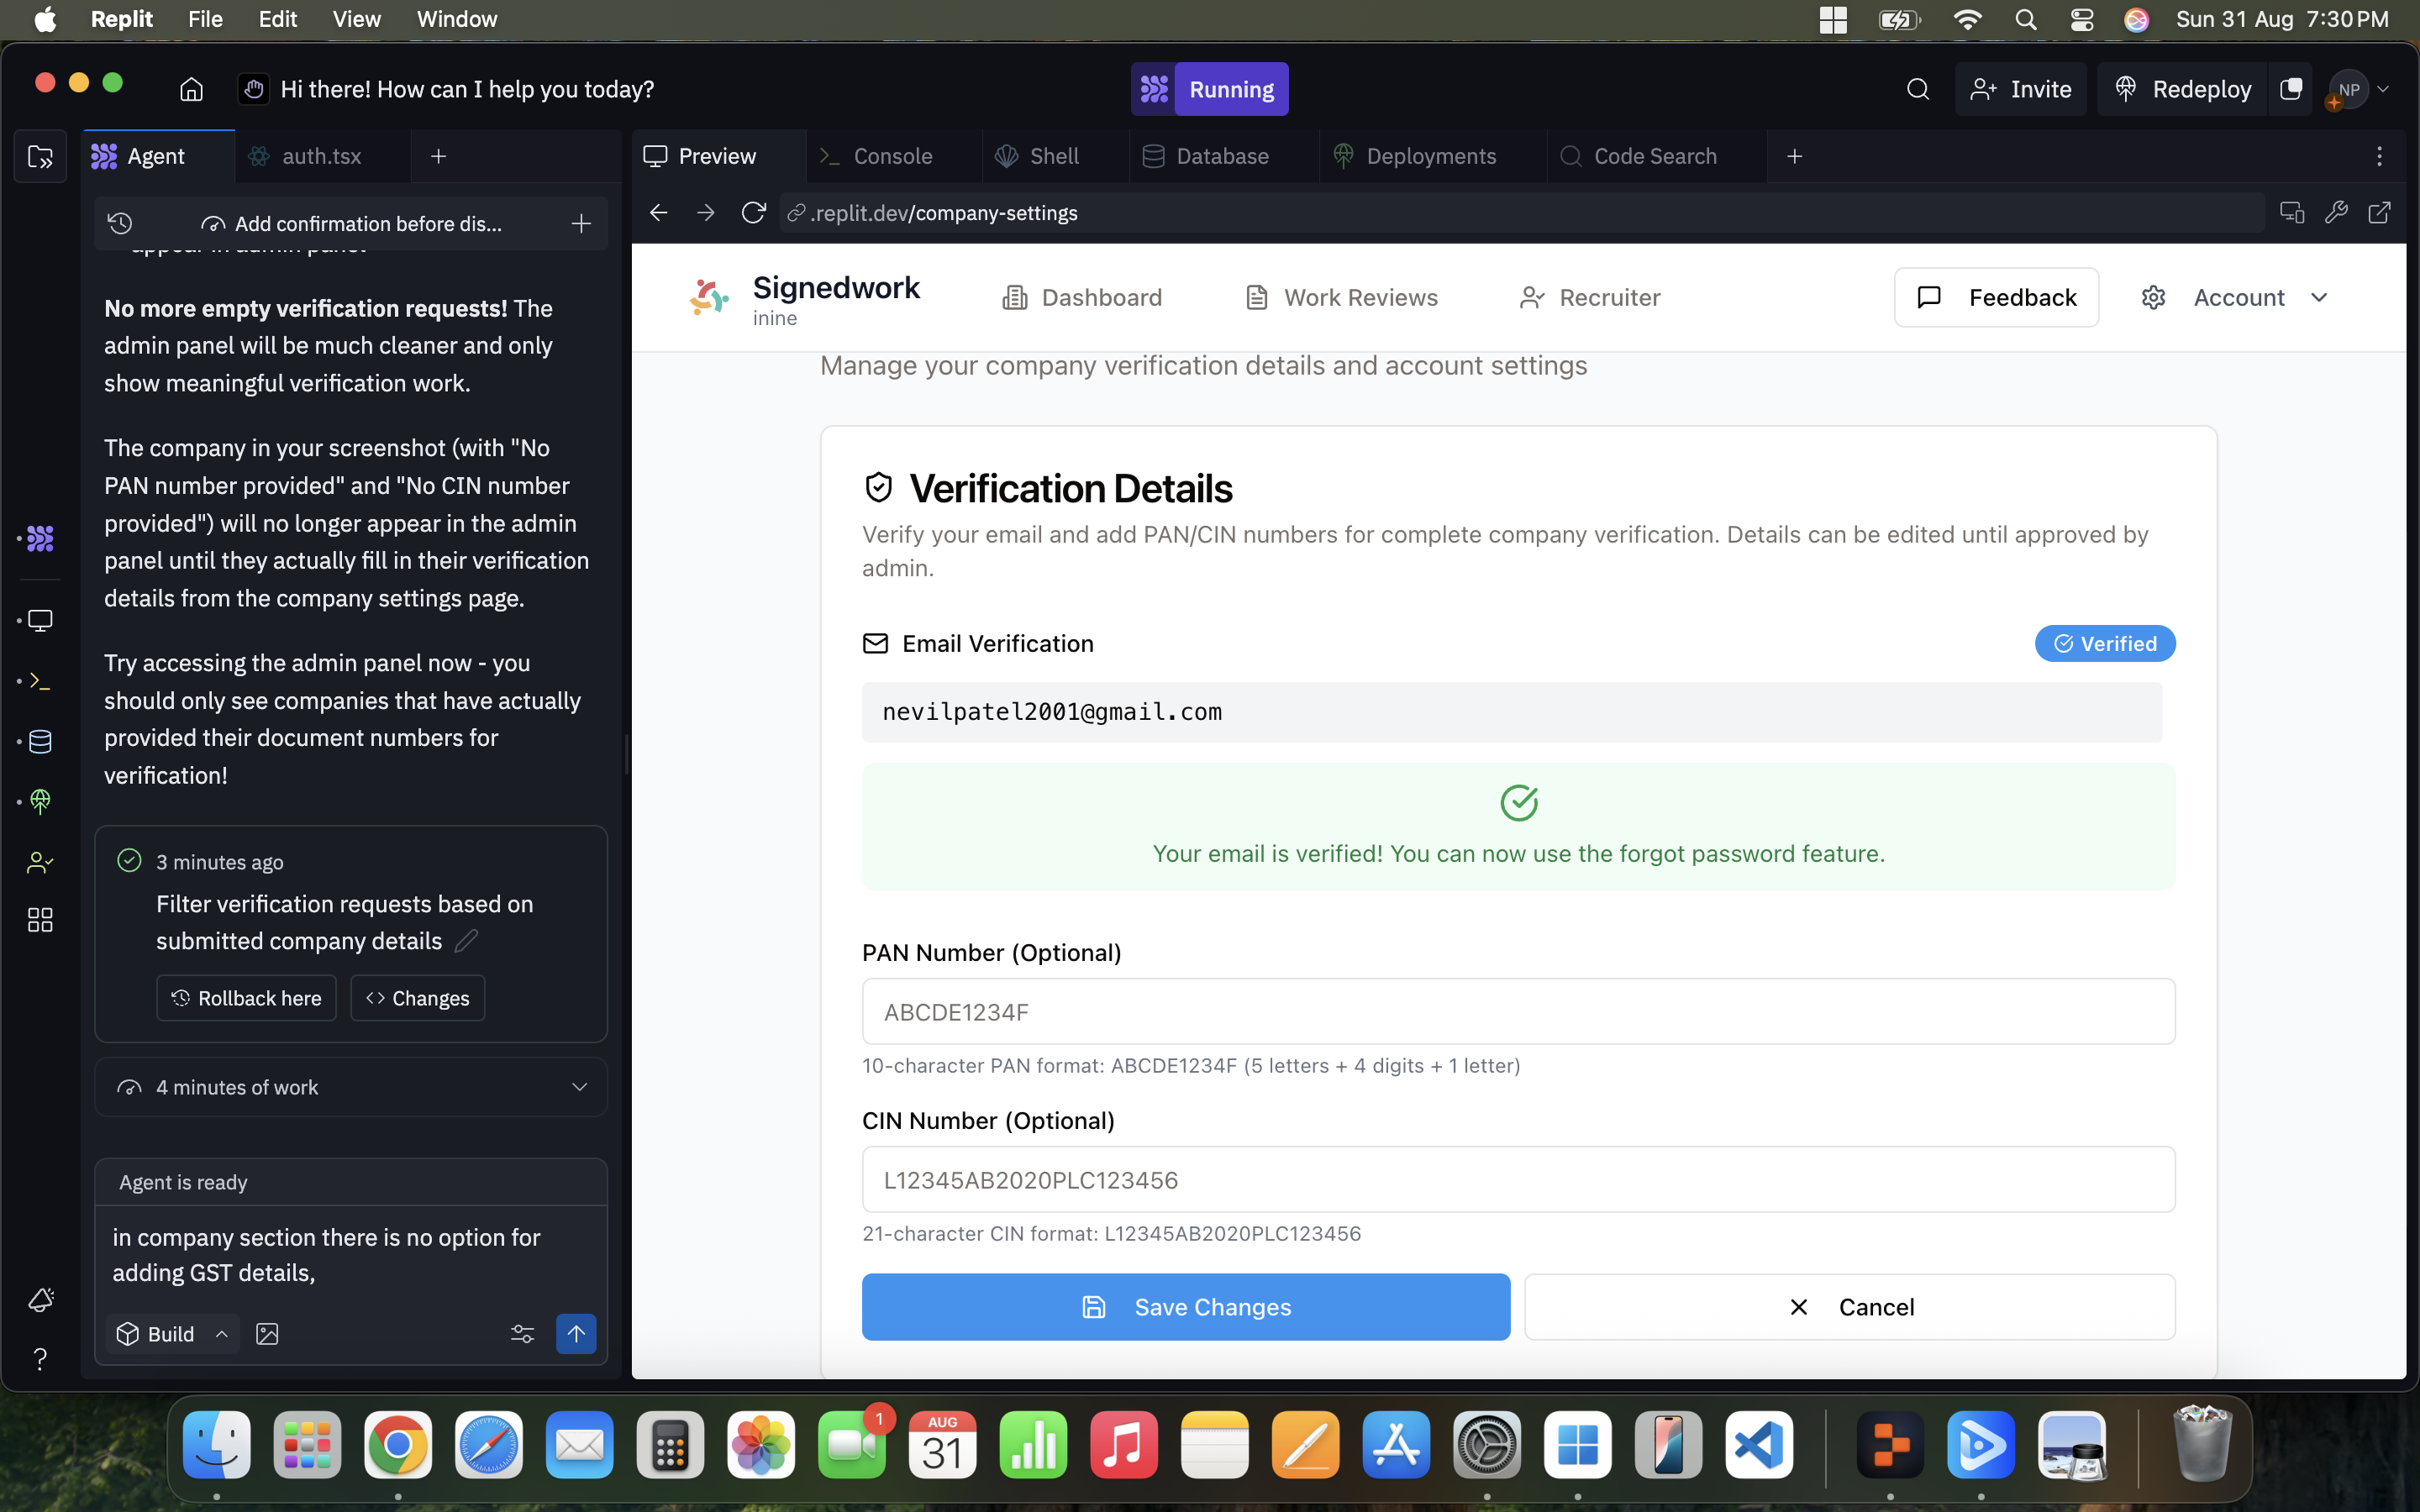 Replit File Edit View Window Sun 31 Aug 7:30 PM
Hi there! How can I help you today?
Running
Invite
Redeploy
NP
Agent
auth.tsx
Preview
Console
Shell
Database
Deployments
Code Search
Add confirmation before dis...
.replit.dev/company-settings
appear in admin panel
No more empty verification requests! The
admin panel will be much cleaner and only
show meaningful verification work.
The company in your screenshot (with "No
PAN number provided" and "No CIN number
provided") will no longer appear in the admin
panel until they actually fill in their verification
details from the company settings page.
Try accessing the admin panel now - you
should only see companies that have actually
provided their document numbers for
verification!
3 minutes ago
Filter verification requests based on
submitted company details
Rollback here
Changes
4 minutes of work
Agent is ready
in company section there is no option for
adding GST details,
Build
Signedwork
inine
Dashboard
Work Reviews
Recruiter
Feedback
Account
Manage your company verification details and account settings
Verification Details
Verify your email and add PAN/CIN numbers for complete company verification. Details can be edited until approved by
admin.
Email Verification
Verified
nevilpatel2001@gmail.com
Your email is verified! You can now use the forgot password feature.
PAN Number (Optional)
ABCDE1234F
10-character PAN format: ABCDE1234F (5 letters + 4 digits + 1 letter)
CIN Number (Optional)
L12345AB2020PLC123456
21-character CIN format: L12345AB2020PLC123456
Save Changes
Cancel
1
AUG
31